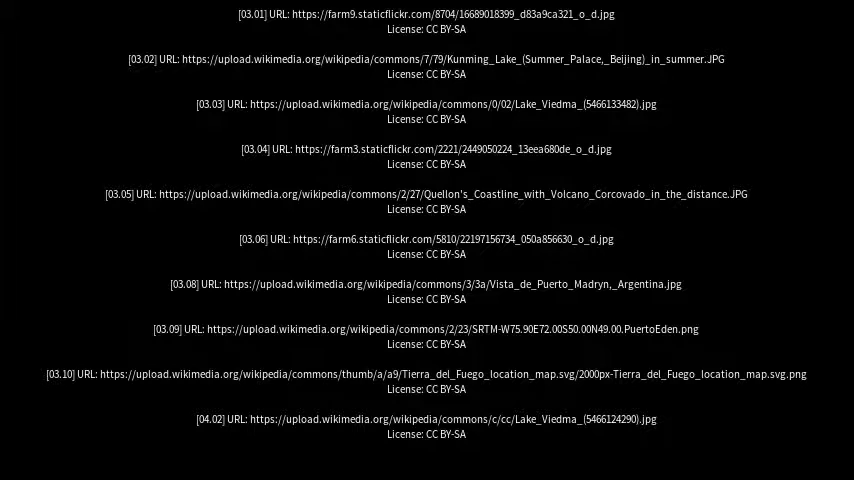 [03.01] URL: https://farm9.staticflickr.com/8704/16689018399_d83a9ca321_o_d.jpg
License: CC BY-SA
[03.02] URL: https://upload.wikimedia.org/wikipedia/commons/7/79/Kunming_Lake_(Summer_Palace,_Beijing)_in_summer.JPG
License: CC BY-SA
[03.03] URL: https://upload.wikimedia.org/wikipedia/commons/0/02/Lake_Viedma_(5466133482).jpg
License: CC BY-SA
[03.04] URL: https://farm3.staticflickr.com/2221/2449050224_13eea680de_o_d.jpg
License: CC BY-SA
[03.05] URL: https://upload.wikimedia.org/wikipedia/commons/2/27/Quellon's_Coastline_with_Volcano_Corcovado_in_the_distance.JPG
License: CC BY-SA
[03.06] URL: https://farm6.staticflickr.com/5810/22197156734_050a856630_o_d.jpg
License: CC BY-SA
[03.08] URL: https://upload.wikimedia.org/wikipedia/commons/3/3a/Vista_de_Puerto_Madryn,_Argentina.jpg
License: CC BY-SA
[03.09] URL: https://upload.wikimedia.org/wikipedia/commons/2/23/SRTM-W75.90E72.00S50.00N49.00.PuertoEden.png
License: CC BY-SA
[03.10] URL: https://upload.wikimedia.org/wikipedia/commons/thumb/a/a9/Tierra_del_Fuego_location_map.svg/2000px-Tierra_del_Fuego_location_map.svg.png
License: CC BY-SA
[04.02] URL: https://upload.wikimedia.org/wikipedia/commons/c/cc/Lake_Viedma_(5466124290).jpg
License: CC BY-SA